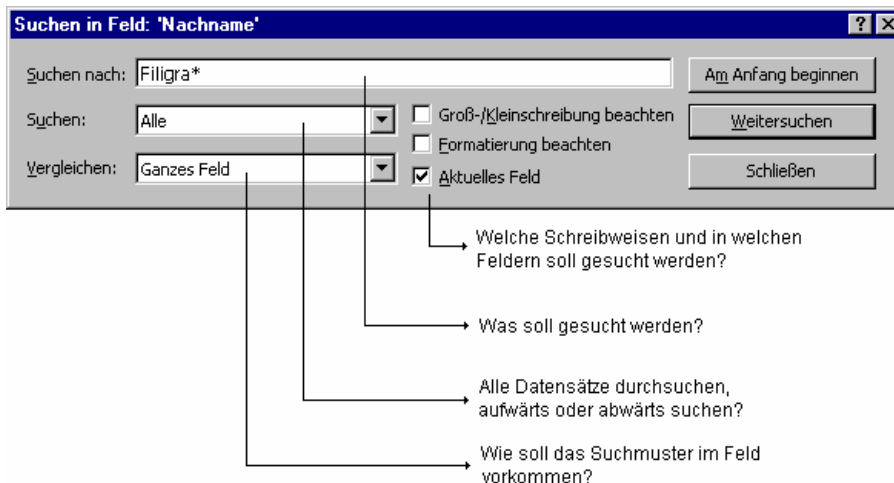 Suchen in Feld: 'Nachname'
Suchen nach: Filigra* Am Anfang beginnen
Suchen: Alle Groß-/Kleinschreibung beachten Weitersuchen
Formatierung beachten
Vergleichen: Ganzes Feld Aktuelles Feld Schließen
Welche Schreibweisen und in welchen
Feldern soll gesucht werden?
Was soll gesucht werden?
Alle Datensätze durchsuchen,
aufwärts oder abwärts suchen?
Wie soll das Suchmuster im Feld
vorkommen?